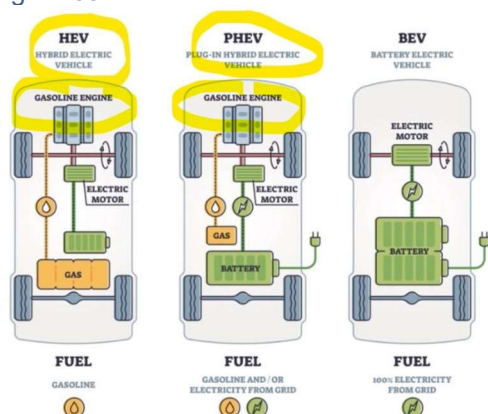 HEV
HYBRID ELECTRIC
VEHICLE
GASOLINE ENGINE
ELECTRIC
MOTOR
GAS
FUEL
GASOLINE
PHEV
PLUG-IN HYBRID ELECTRIC
VEHICLE
GASOLINE ENGINE
ELECTRIC
MOTOR
GAS
BATTERY
FUEL
GASOLINE AND / OR
ELECTRICITY FROM GRID
BEV
BATTERY ELECTRIC
VEHICLE
ELECTRIC
MOTOR
BATTERY
FUEL
100% ELECTRICITY
FROM GRID